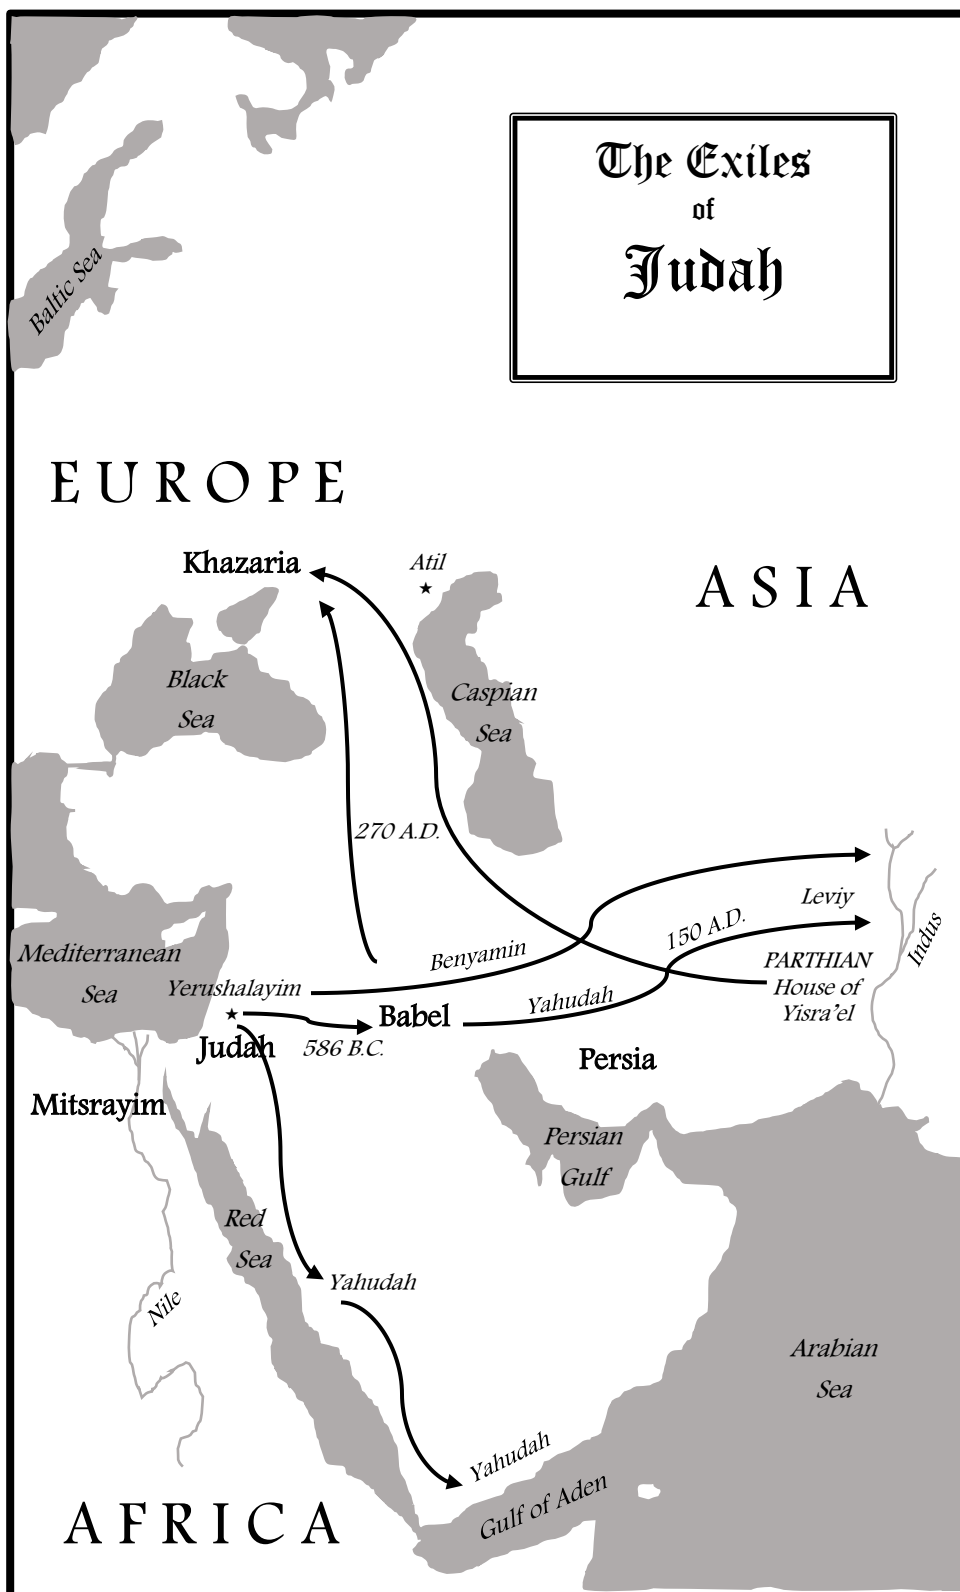 The Exiles
of
Judah
Baltic Sea
EUROPE
Khazaria
Atil
ASIA
Black
Sea
Caspian
Sea
270 A.D.
Leviy
150 A.D.
Indus
Benyamin
Mediterranean
Sea
PARTHIAN
House of
Yisra'el
Yerushalayim
Yahudah
Babel
Judah
586 B.C.
Persia
Mitsrayim
Persian
Gulf
Red
Sea
Yahudah
Nile
Arabian
Sea
Yahudah
Gulf of Aden
AFRICA